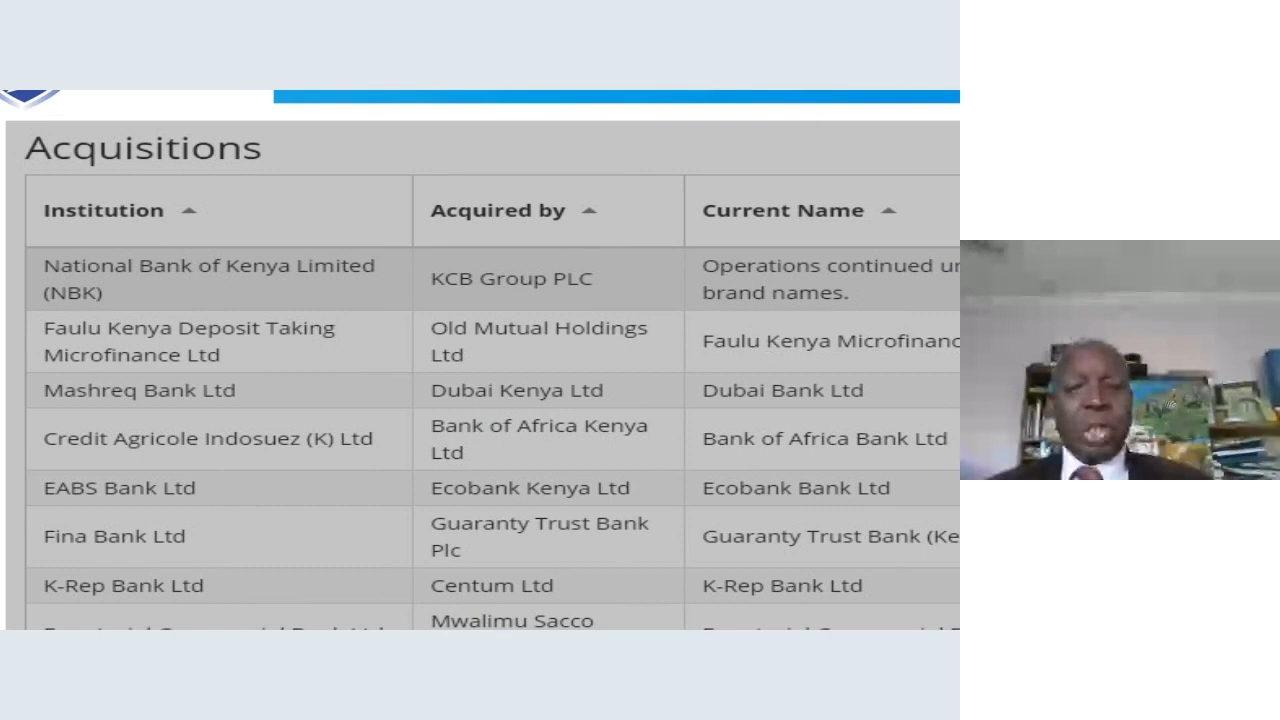 Acquisitions
Institution Acquired by Current Name
National Bank of Kenya Limited
(NBK)
KCB Group PLC
Operations continued
brand names.
Faulu Kenya Deposit Taking
Microfinance Ltd
Old Mutual Holdings
Ltd
Faulu Kenya
Mashreq Bank Ltd
Dubai Kenya Ltd
Dubai Bank Ltd
Credit Agricole Indosuez (K) Ltd
Bank of Africa Kenya
Ltd
Bank of Africa Bank Ltd
EABS Bank Ltd
Ecobank Kenya Ltd
Ecobank Bank Ltd
Fina Bank Ltd
Guaranty Trust Bank
Plc
Guaranty Trust Bank
K-Rep Bank Ltd
Centum Ltd
K-Rep Bank Ltd
Mwalimu Sacco